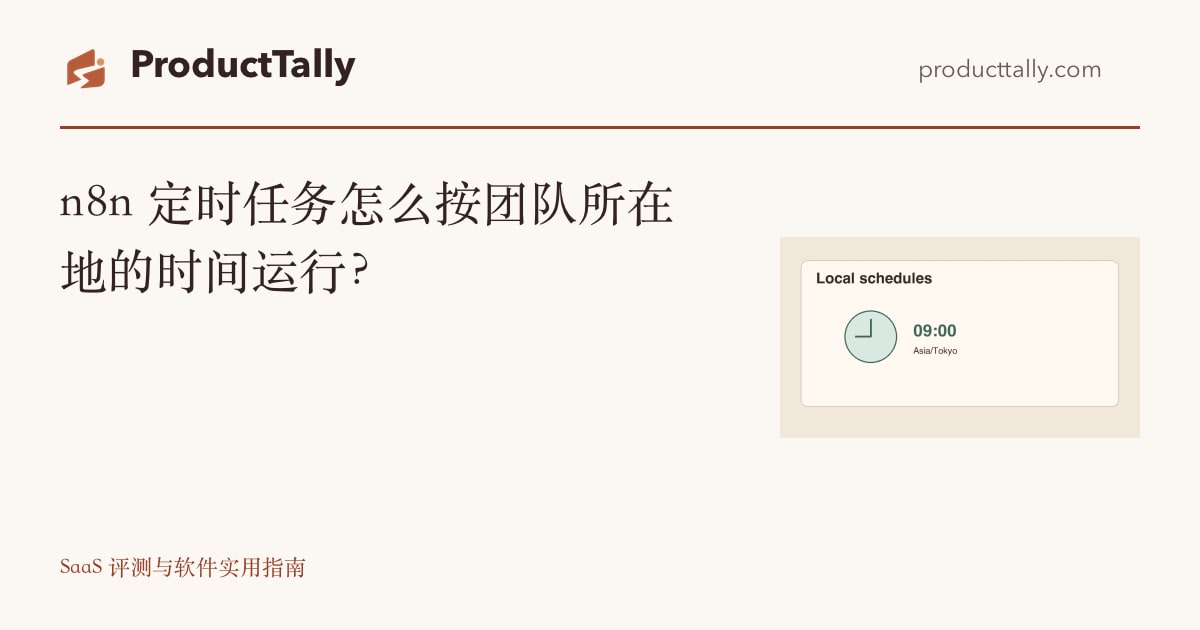 ProductTally
producttally.com
n8n 定时任务怎么按团队所在
地的时间运行?
Local schedules
09:00
Asia/Tokyo
SaaS 评测与软件实用指南